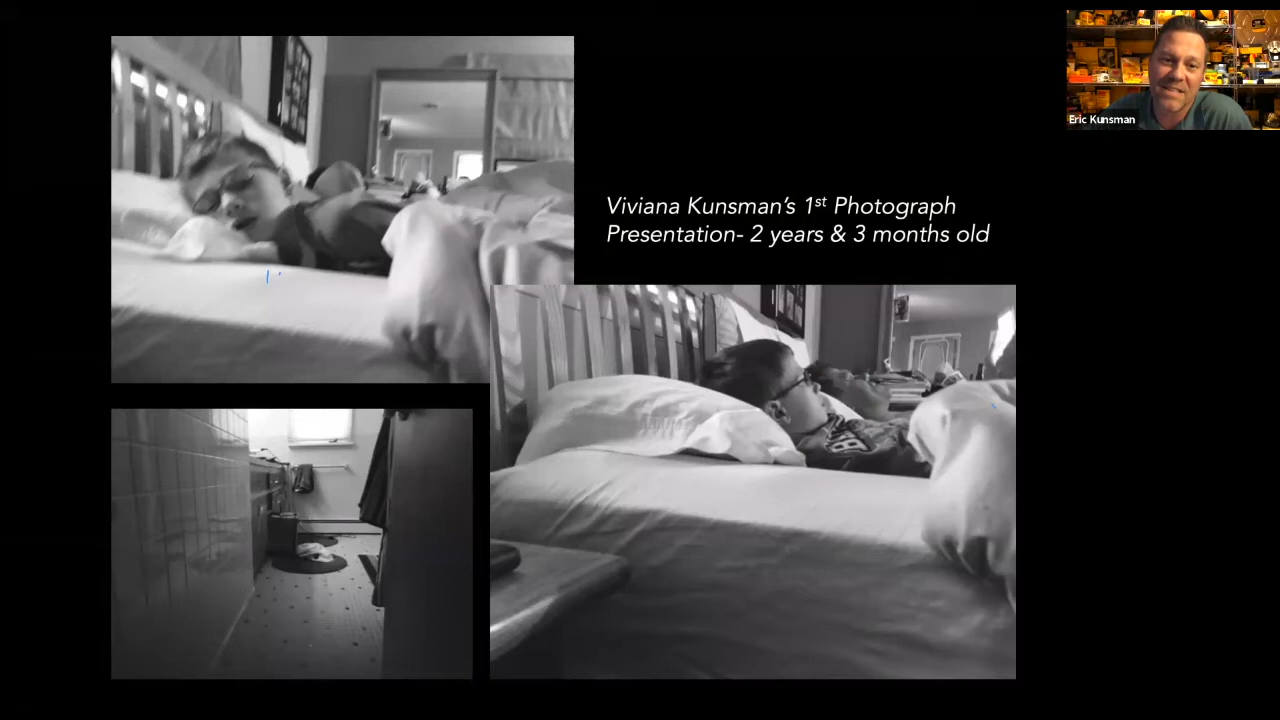 Eric Kunsman
Viviana Kunsman's 1st Photograph
Presentation- 2 years & 3 months old